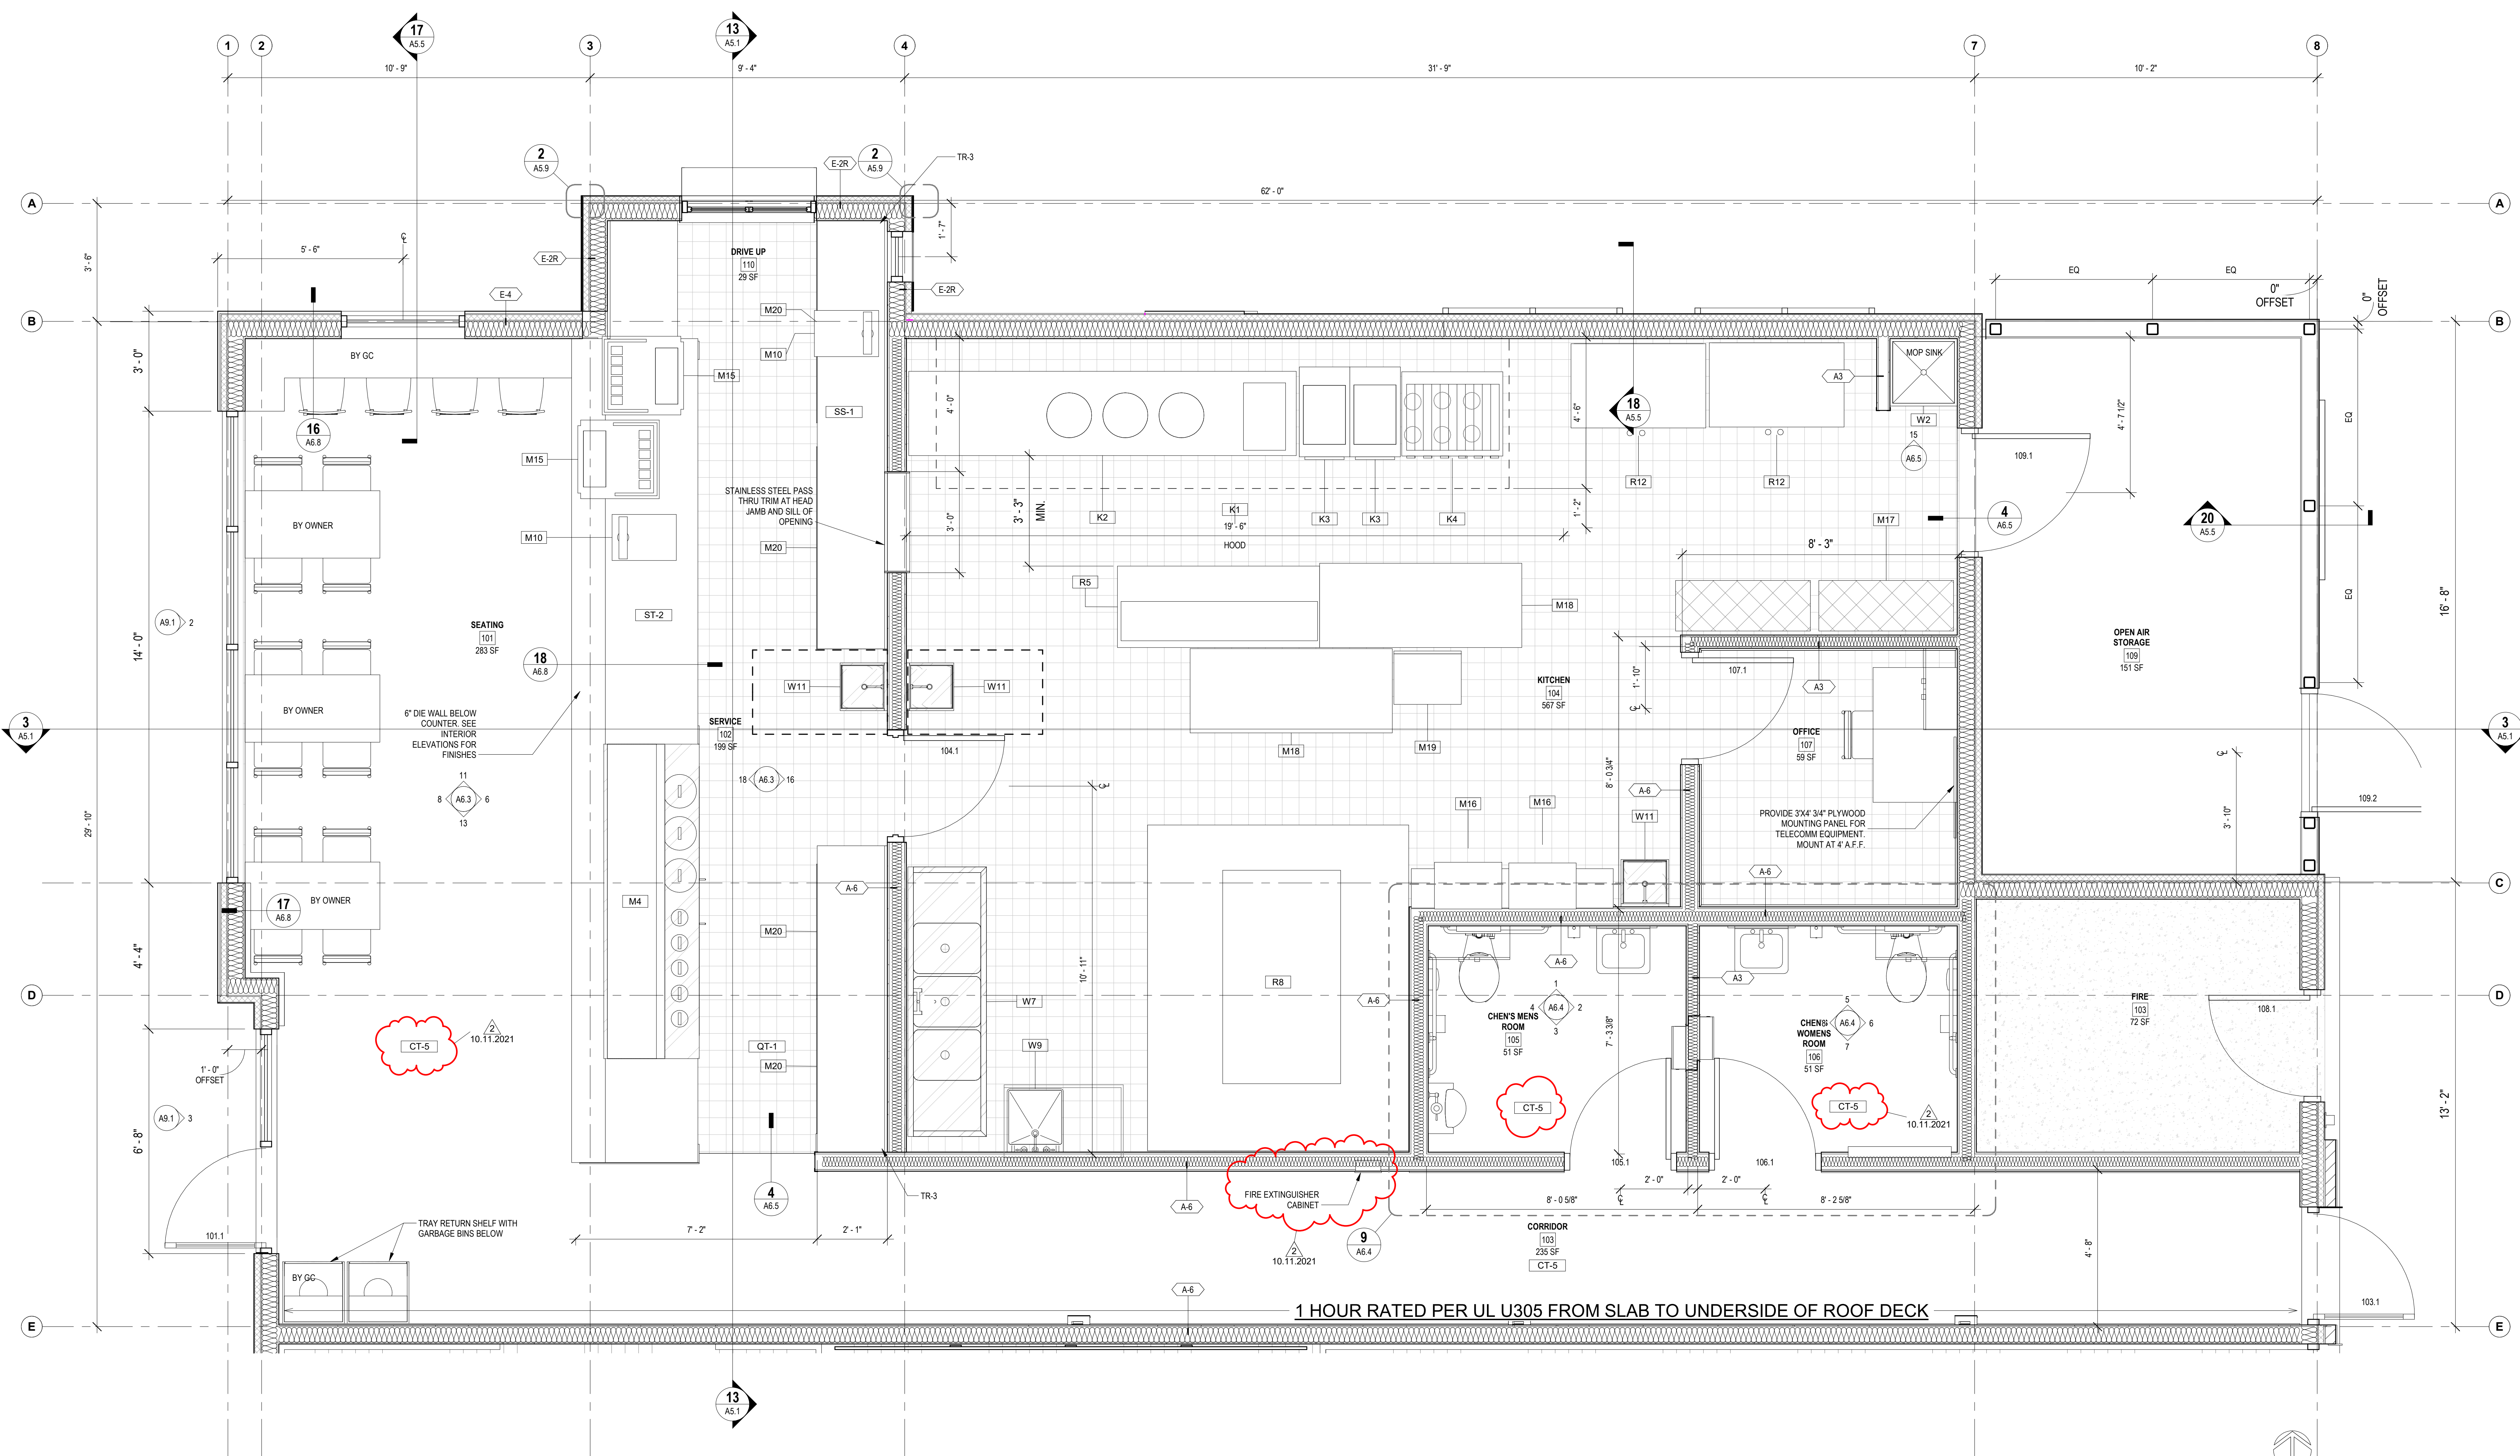 17
A5.5
13
A5.1
1
2
3
4
7
8
10' - 9"
9' - 4"
31' - 9"
10' - 2"
2
A5.9
E-2R
2
A5.9
TR-3
62' - 0"
A
A
3' - 6"
5' - 6"
C
L
E-2R
DRIVE UP
110
29 SF
1' - 7"
E-2R
EQ
EQ
0"
OFFSET
0"
OFFSET
E-4
B
B
BY GC
M20
M10
M15
SS-1
3' - 0"
4' - 0"
4' - 6"
18
A5.5
A3
MOP SINK
W2
15
A6.5
4' - 7 1/2"
EQ
16
A6.8
M15
109.1
STAINLESS STEEL PASS
THRU TRIM AT HEAD
JAMB AND SILL OF
OPENING
M10
M20
3' - 0"
3' - 3"
MIN.
K2
K1
19' - 6"
HOOD
K3
K3
K4
1' - 2"
R12
R12
M17
8' - 3"
4
A6.5
20
A5.5
BY OWNER
R5
M18
EQ
16' - 8"
A9.1
2
14' - 0"
SEATING
101
283 SF
ST-2
18
A6.8
W11
W11
KITCHEN
104
567 SF
1' - 10"
C
L
107.1
A3
OPEN AIR
STORAGE
109
151 SF
BY OWNER
6" DIE WALL BELOW
COUNTER. SEE
INTERIOR
ELEVATIONS FOR
FINISHES
SERVICE
102
199 SF
104.1
M18
M19
OFFICE
107
59 SF
3
A5.1
3
A5.1
11
8
A6.3
6
13
18
A6.3
16
C
L
8' - 0 3/4"
A-6
M16
M16
W11
PROVIDE 3'X4' 3/4" PLYWOOD
MOUNTING PANEL FOR
TELECOMM EQUIPMENT.
MOUNT AT 4' A.F.F.
C
L
3' - 10"
109.2
29' - 10"
M4
A-6
A-6
C
BY OWNER
17
A6.8
M20
4' - 4"
10' - 11"
R8
W7
A-6
A-6
A3
D
D
CHEN'S MENS
ROOM
105
51 SF
1
4
A6.4
2
3
CHEN'S
WOMENS
ROOM
106
51 SF
5
A6.4
6
7
FIRE
103
72 SF
108.1
7' - 3 3/8"
CT-5
2
10.11.2021
1' - 0"
OFFSET
QT-1
M20
W9
CT-5
CT-5
2
10.11.2021
A9.1
3
6' - 8"
13' - 2"
4
A6.5
TR-3
A-6
FIRE EXTINGUISHER
CABINET
2
10.11.2021
9
A6.4
105.1
106.1
2' - 0"
2' - 0"
C
L
C
L
8' - 0 5/8"
8' - 2 5/8"
CORRIDOR
103
235 SF
CT-5
4' - 8"
101.1
TRAY RETURN SHELF WITH
GARBAGE BINS BELOW
BY GC
7' - 2"
2' - 1"
A-6
1 HOUR RATED PER UL U305 FROM SLAB TO UNDERSIDE OF ROOF DECK
103.1
E
E
13
A5.1